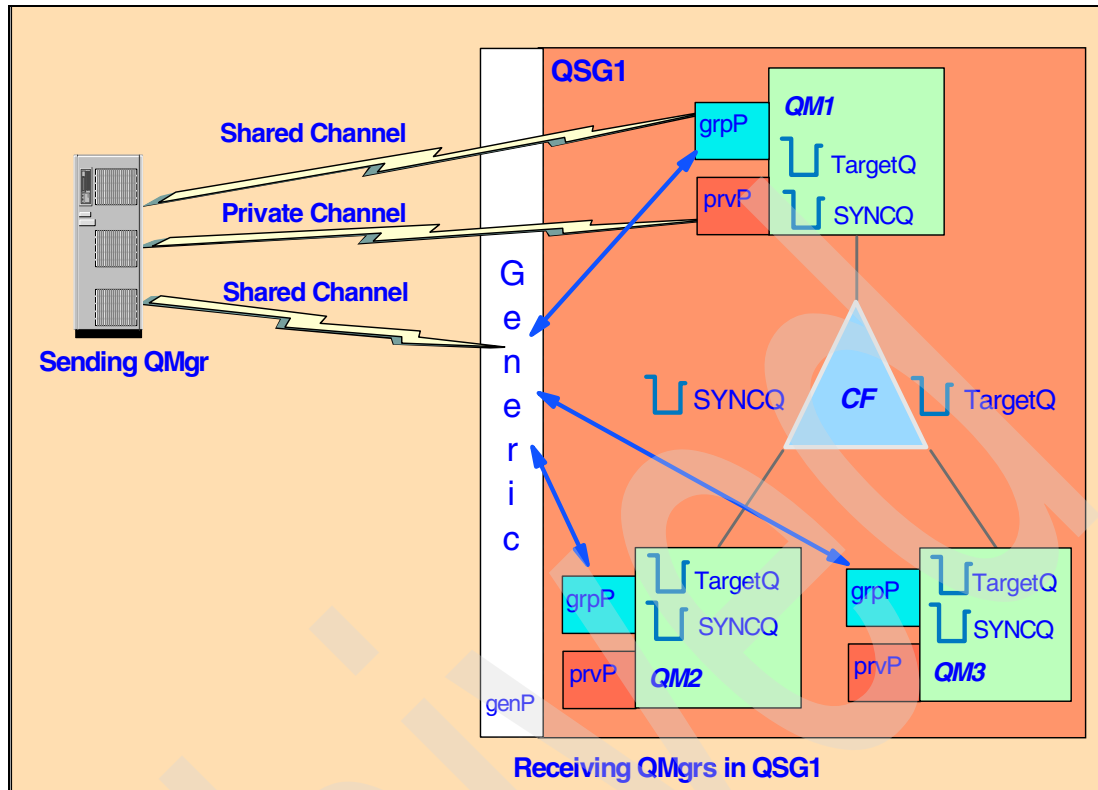 QSG1
QM1
grpP
TargetQ
prvP
SYNCQ
Shared Channel
Private Channel
Shared Channel
Sending QMgr
Generic
SYNCQ
CF
TargetQ
grpP
TargetQ
SYNCQ
prvP
QM2
grpP
TargetQ
SYNCQ
prvP
QM3
genP
Receiving QMgrs in QSG1